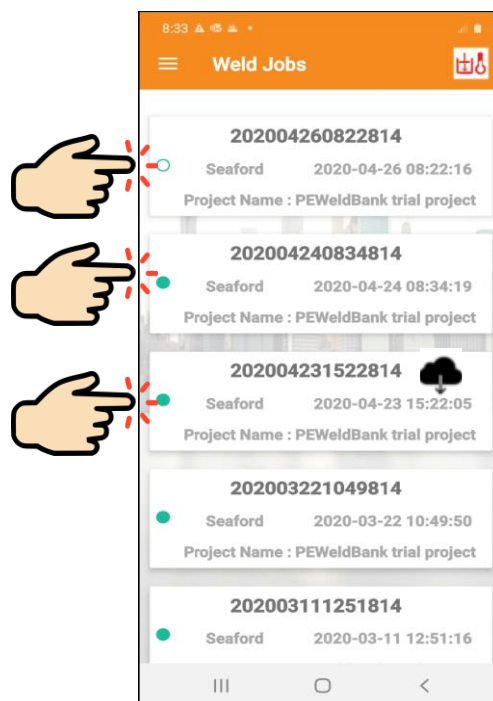 8:33
Weld Jobs
202004260822814
Seaford 2020-04-26 08:22:16
Project Name : PEWeldBank trial project
202004240834814
Seaford 2020-04-24 08:34:19
Project Name : PEWeldBank trial project
202004231522814
Seaford 2020-04-23 15:22:05
Project Name : PEWeldBank trial project
202003221049814
Seaford 2020-03-22 10:49:50
Project Name : PEWeldBank trial project
202003111251814
Seaford 2020-03-11 12:51:16